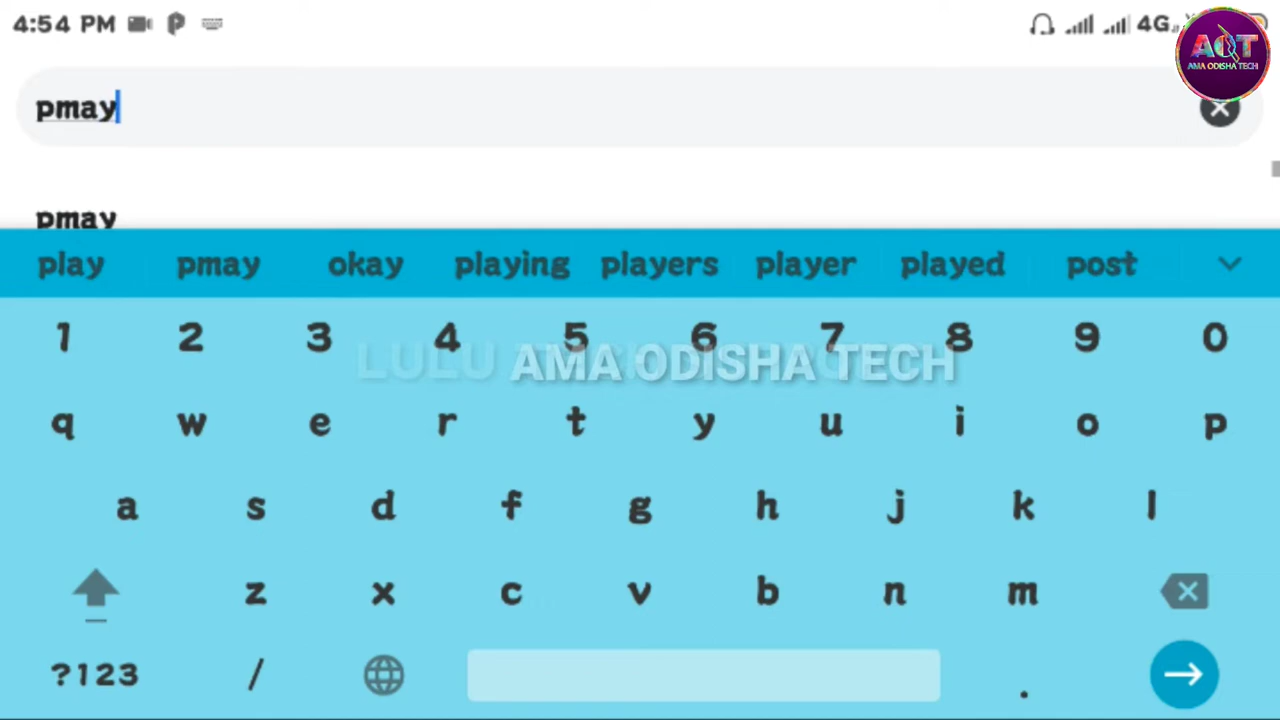 4:54 PM 4G
AOT
AMA ODISHA TECH
pmay
pmay
play pmay okay playing players player played post
1 2 3 4 5 6 7 8 9 0
LULU AMA ODISHA TECH
q w e r t y u i o p
a s d f g h j k l
z x c v b n m
?123 / .